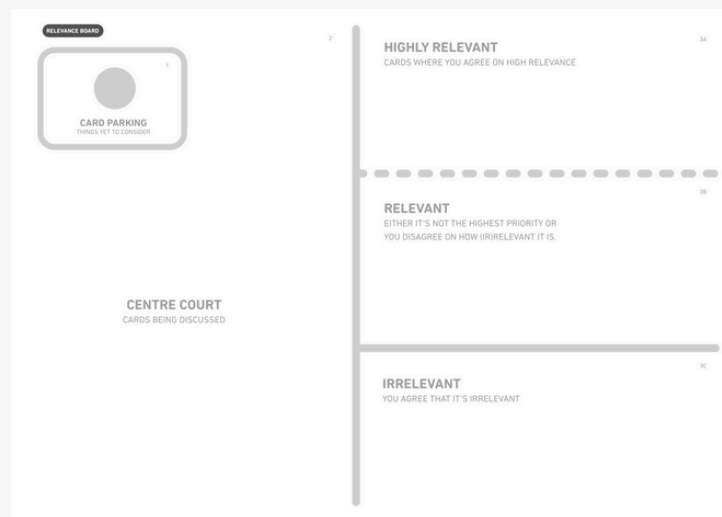 RELEVANCE BOARD
2
1
CARD PARKING
THINGS YET TO CONSIDER
CENTRE COURT
CARDS BEING DISCUSSED
3A
HIGHLY RELEVANT
CARDS WHERE YOU AGREE ON HIGH RELEVANCE
3B
RELEVANT
EITHER IT'S NOT THE HIGHEST PRIORITY OR
YOU DISAGREE ON HOW (IR)RELEVANT IT IS.
3C
IRRELEVANT
YOU AGREE THAT IT'S IRRELEVANT